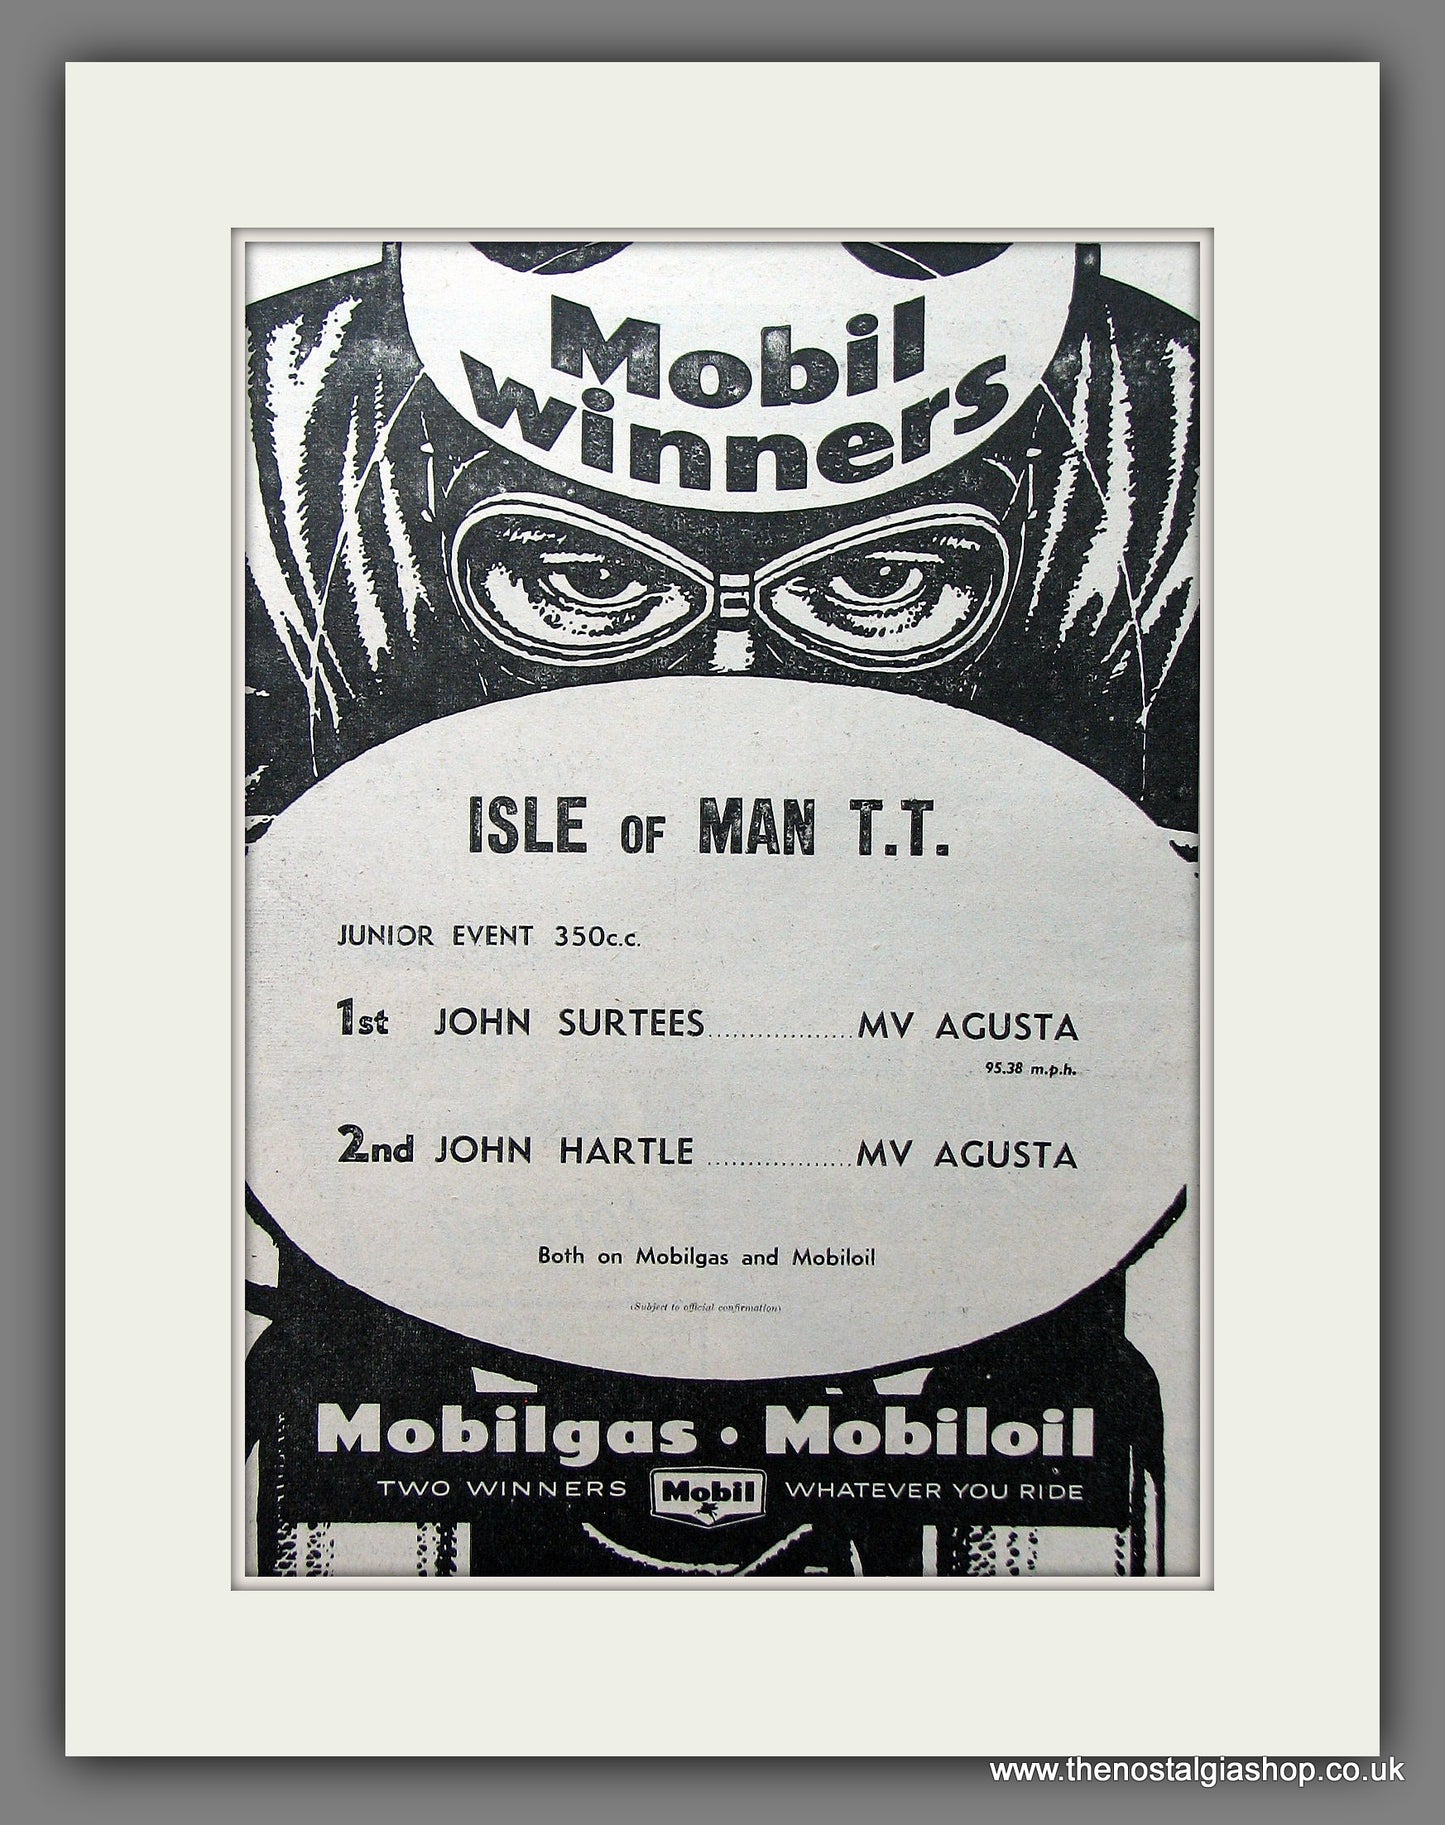 Mobil
winners
ISLE OF MAN T.T.
JUNIOR EVENT 350c.c.
1st JOHN SURTEES..................MV AGUSTA
95.38 m.p.h.
2nd JOHN HARTLE ..................MV AGUSTA
Both on Mobilgas and Mobiloil
(Subject to official confirmation)
Mobilgas • Mobiloil
TWO WINNERS Mobil WHATEVER YOU RIDE
www.thenostalgiashop.co.uk